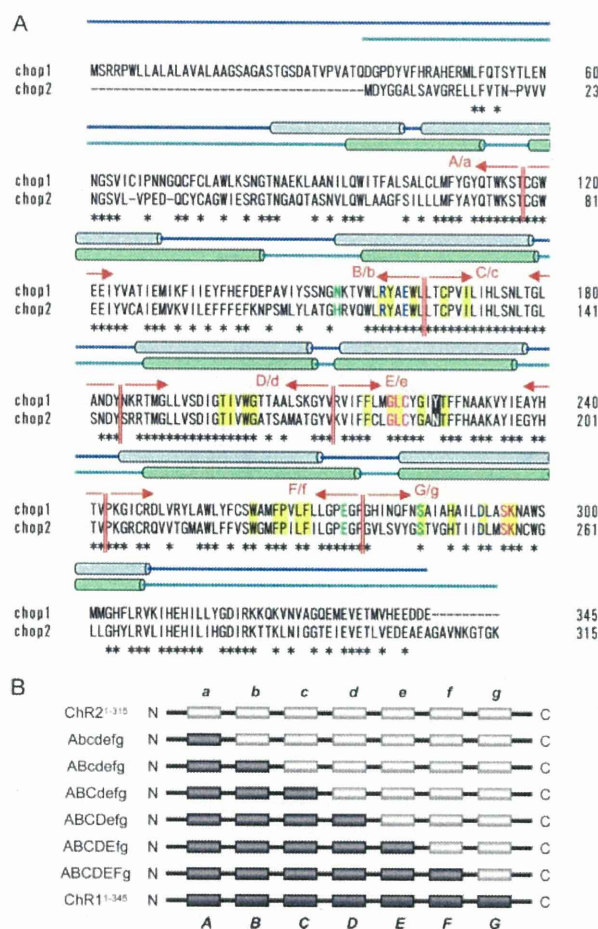 A
chop1 MSRRPWLLALALAVALAAGSAGASTGSDATVPVATQDGPDYVFHRAHERMLFQTSYTLEN 60
chop2 ------------------------------------MDYGGALSAVGRELLFVTNP-VVV 23
** *
A/a
chop1 NGSVICIPNNGQCFCLAWLKSNGTNAEKLAANILQWITFALSALCLMFYGYQTWKSTCGW 120
chop2 NGSVL-VPED-QCYCAGWIESRGTNGAQTASNVLQWLAAGFSILLLMFYAYQTWKSTCGW 81
B/b C/c
chop1 EEIYVATIEMIKFIIEYFHEFDEPAVIYSSNGNKTVWLRYAEWLLTCPVILIHLSNLTGL 180
chop2 EEIYVCAIEMVKVILEFFFEFKNPSMLYLATGHRVQWLRYAEWLLTCPVILIHLSNLTGL 141
D/d E/e
chop1 ANDYNKRTMGLLVSDIGTIVWGTTAALSKGYVRVIFFLMGLCYGIYTFFNAAKVYIEAYH 240
chop2 SNDYSRRTMGLLVSDIGTIVWGATSAMATGYVKVIFFCLGLCYGANTFFHAAKAYIEGYH 201
F/f G/g
chop1 TVPKGICRDLVRYLAWLYFCSWAMFPVLFLLGPEGFGHINQFNSAIAHAILDLASKNAWS 300
chop2 TVPKGRCRQVVTGMAWLFFVSWGMFPILFILGPEGFGVLSVYGSTVGHTIIDLMSKNCWG 261
chop1 MMGHFLRVKIHEHILLYGDIRKKQKVNVAGQEMEVETMVHEEDDE---------- 345
chop2 LLGHYLRVLIHEHILIHGDIRKTTKLNIGGTEIEVETLVEDEAEAGAVNKGTGK 315
B
a b c d e f g
ChR2¹⁻³¹⁵ N C
Abcdefg N C
ABcdefg N C
ABCdefg N C
ABCDefg N C
ABCDEfg N C
ABCDEFg N C
ChR1¹⁻³⁴⁵ N C
A B C D E F G